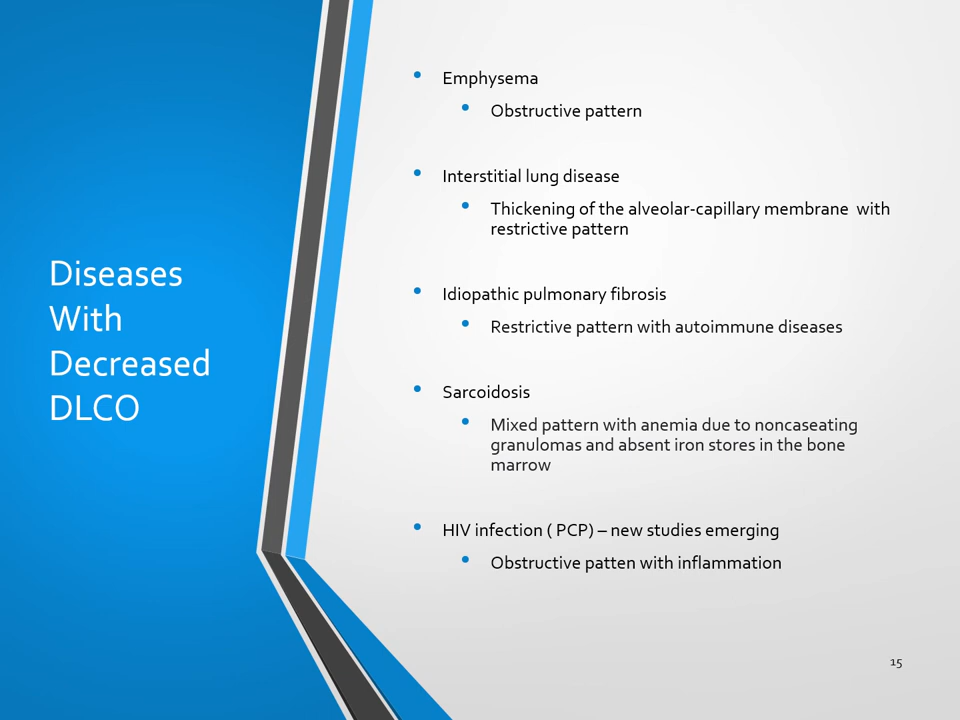 Diseases
With
Decreased
DLCO
• Emphysema
• Obstructive pattern
• Interstitial lung disease
• Thickening of the alveolar-capillary membrane  with
restrictive pattern
• Idiopathic pulmonary fibrosis
• Restrictive pattern with autoimmune diseases
• Sarcoidosis
• Mixed pattern with anemia due to noncaseating
granulomas and absent iron stores in the bone
marrow
• HIV infection ( PCP) – new studies emerging
• Obstructive patten with inflammation
15